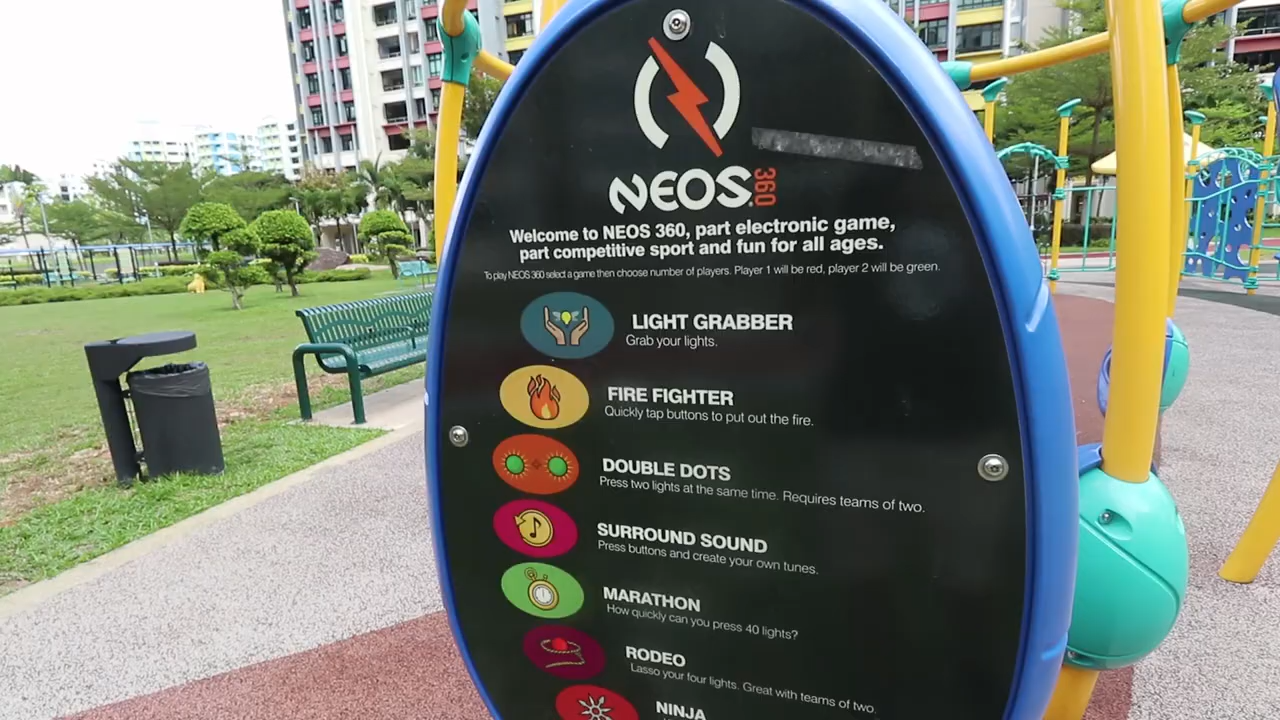 NEOS 360
Welcome to NEOS 360, part electronic game,
part competitive sport and fun for all ages.
To play NEOS 360 select a game then choose number of players. Player 1 will be red, player 2 will be green.
LIGHT GRABBER
Grab your lights.
FIRE FIGHTER
Quickly tap buttons to put out the fire.
DOUBLE DOTS
Press two lights at the same time. Requires teams of two.
SURROUND SOUND
Press buttons and create your own tunes.
MARATHON
How quickly can you press 40 lights?
RODEO
Lasso your four lights. Great with teams of two.
NINJA